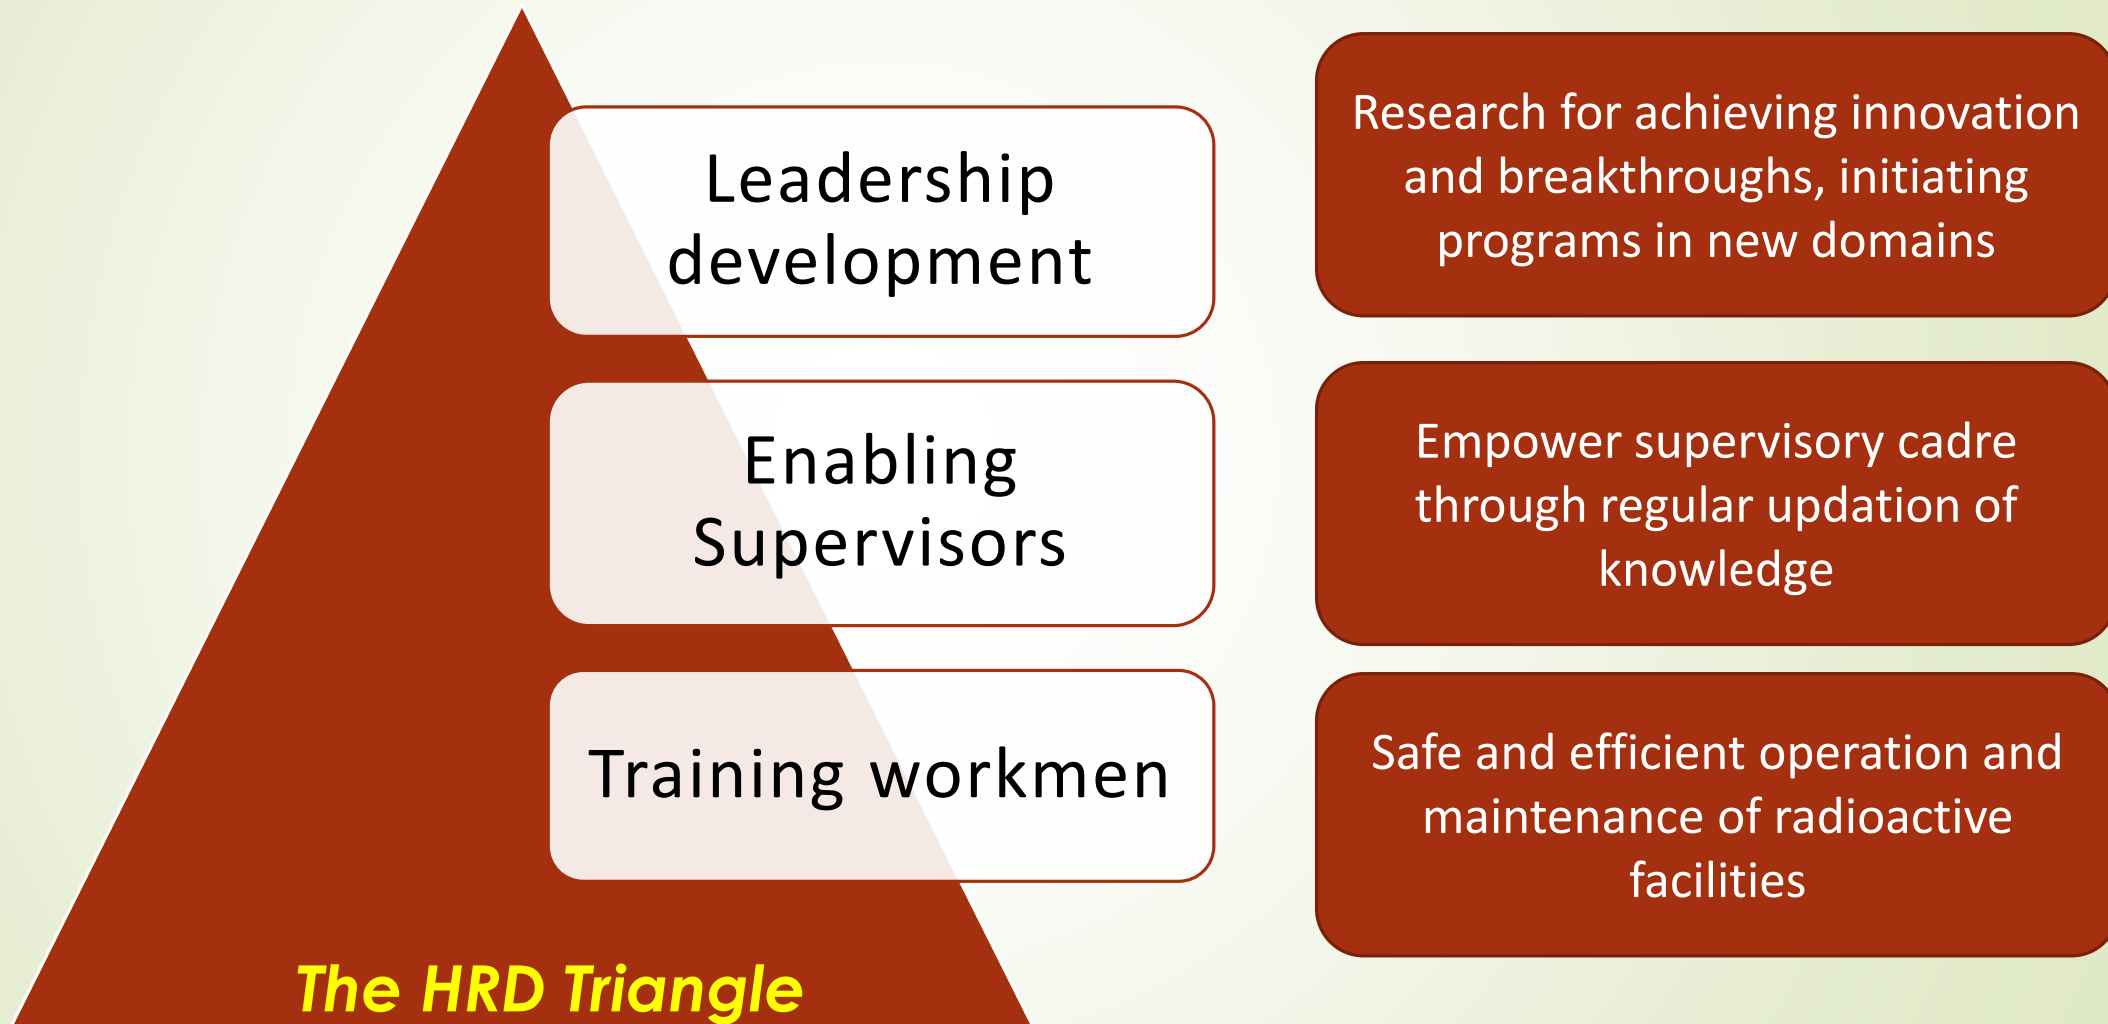 Leadership
development
Research for achieving innovation
and breakthroughs, initiating
programs in new domains
Enabling
Supervisors
Empower supervisory cadre
through regular updation of
knowledge
Training workmen
Safe and efficient operation and
maintenance of radioactive
facilities
The HRD Triangle